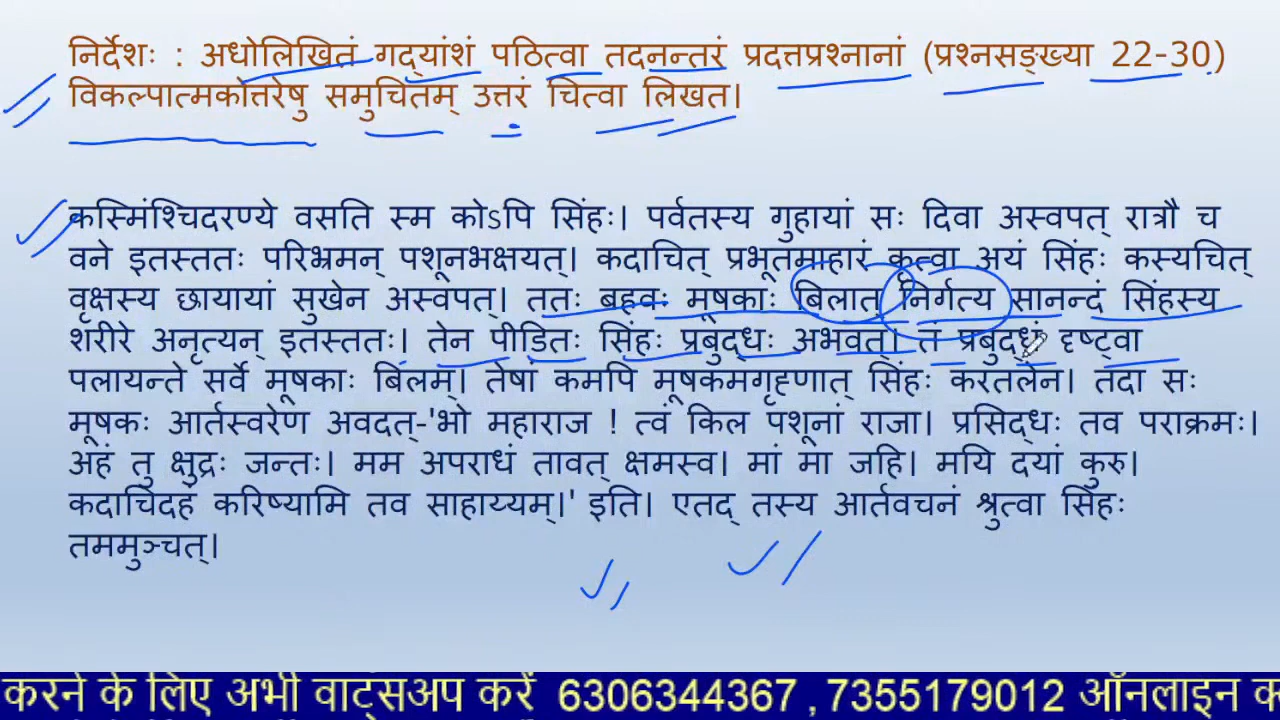 निर्देशः : अधोलिखितं गद्यांशं पठित्वा तदनन्तरं प्रदत्तप्रश्नानां (प्रश्नसङ्ख्या 22-30)
विकल्पात्मकोत्तरेषु समुचितम् उत्तरं चित्वा लिखत।
कस्मिंश्चिदरण्ये वसति स्म कोऽपि सिंहः। पर्वतस्य गुहायां सः दिवा अस्वपत् रात्रौ च
वने इतस्ततः परिभ्रमन् पशूनभक्षयत्। कदाचित् प्रभूतमाहारं कृत्वा अयं सिंहः कस्यचित्
वृक्षस्य छायायां सुखेन अस्वपत्। ततः बहवः मूषकाः बिलात् निर्गत्य सानन्दं सिंहस्य
शरीरे अनृत्यन् इतस्ततः। तेन पीडितः सिंहः प्रबुद्धः अभवत्। तं प्रबुद्धं दृष्ट्वा
पलायन्ते सर्वे मूषकाः बिलम्। तेषां कमपि मूषकमगृह्णात् सिंहः करतलेन। तदा सः
मूषकः आर्तस्वरेण अवदत्-'भो महाराज ! त्वं किल पशूनां राजा। प्रसिद्धः तव पराक्रमः।
अहं तु क्षुद्रः जन्तः। मम अपराधं तावत् क्षमस्व। मां मा जहि। मयि दयां कुरु।
कदाचिदहं करिष्यामि तव साहाय्यम्।' इति। एतद् तस्य आर्तवचनं श्रुत्वा सिंहः
तममुञ्चत्।
करने के लिए अभी वाट्सअप करें 6306344367 ,7355179012 ऑनलाइन क